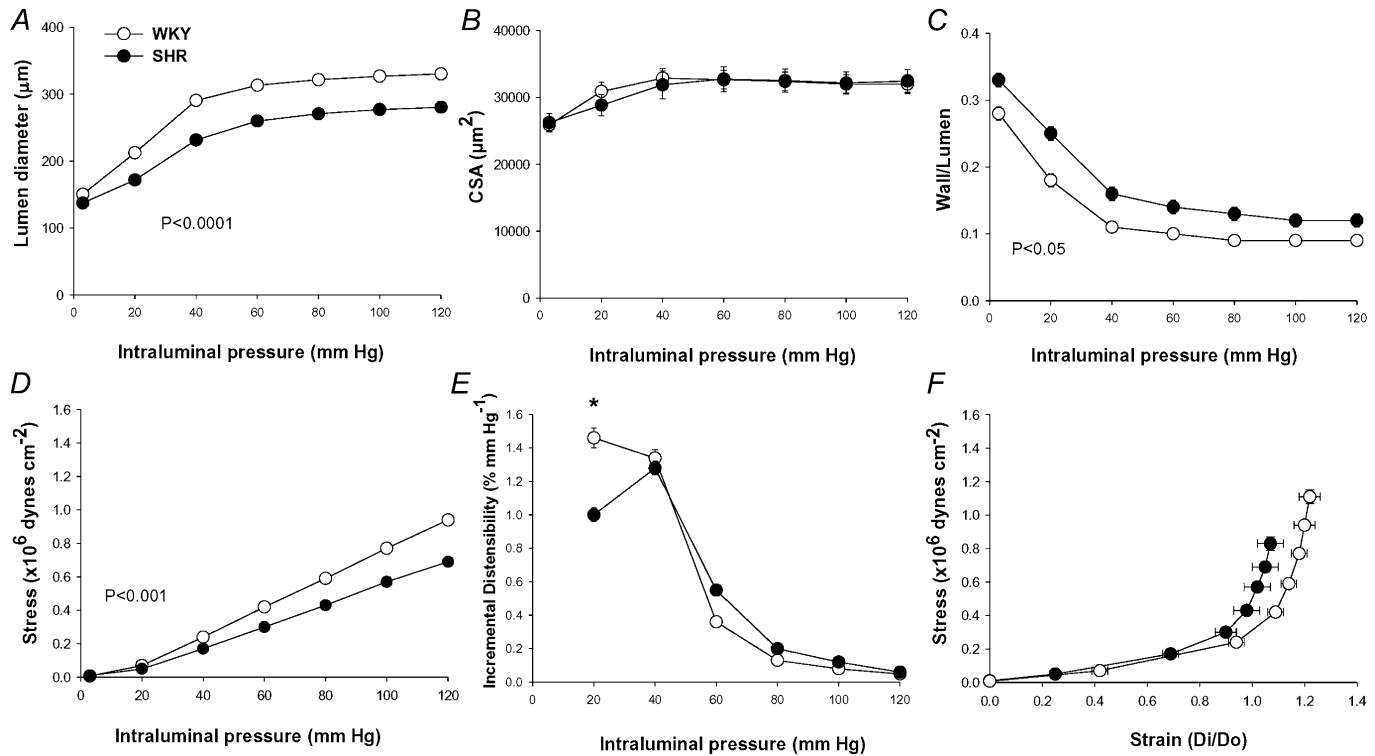 A
WKY
SHR
Lumen diameter (μm)
400
300
200
100
0
P<0.0001
0 20 40 60 80 100 120
Intraluminal pressure (mm Hg)
B
CSA (μm²)
40000
30000
20000
10000
0
0 20 40 60 80 100 120
Intraluminal pressure (mm Hg)
C
Wall/Lumen
0.4
0.3
0.2
0.1
0.0
P<0.05
0 20 40 60 80 100 120
Intraluminal pressure (mm Hg)
D
Stress (x10⁶ dynes cm⁻²)
1.6
1.4
1.2
1.0
0.8
0.6
0.4
0.2
0.0
P<0.001
0 20 40 60 80 100 120
Intraluminal pressure (mm Hg)
E
Incremental Distensibility (% mm Hg⁻¹)
*
1.6
1.4
1.2
1.0
0.8
0.6
0.4
0.2
0.0
0 20 40 60 80 100 120
Intraluminal pressure (mm Hg)
F
Stress (x10⁶ dynes cm⁻²)
1.6
1.4
1.2
1.0
0.8
0.6
0.4
0.2
0.0
0.0 0.2 0.4 0.6 0.8 1.0 1.2 1.4
Strain (Di/Do)